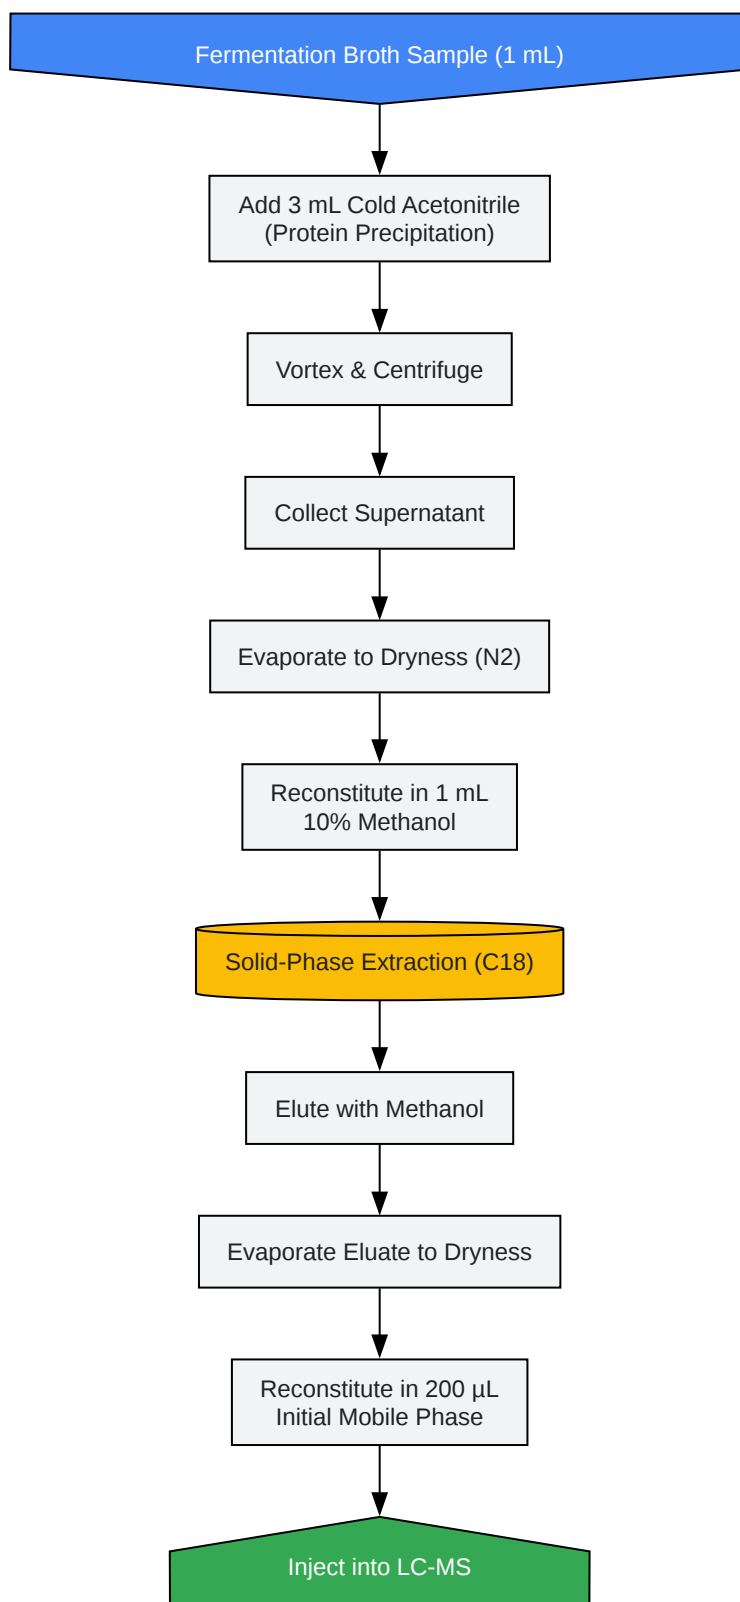 Fermentation Broth Sample (1 mL)
Add 3 mL Cold Acetonitrile
(Protein Precipitation)
Vortex & Centrifuge
Collect Supernatant
Evaporate to Dryness (N2)
Reconstitute in 1 mL
10% Methanol
Solid-Phase Extraction (C18)
Elute with Methanol
Evaporate Eluate to Dryness
Reconstitute in 200 µL
Initial Mobile Phase
Inject into LC-MS